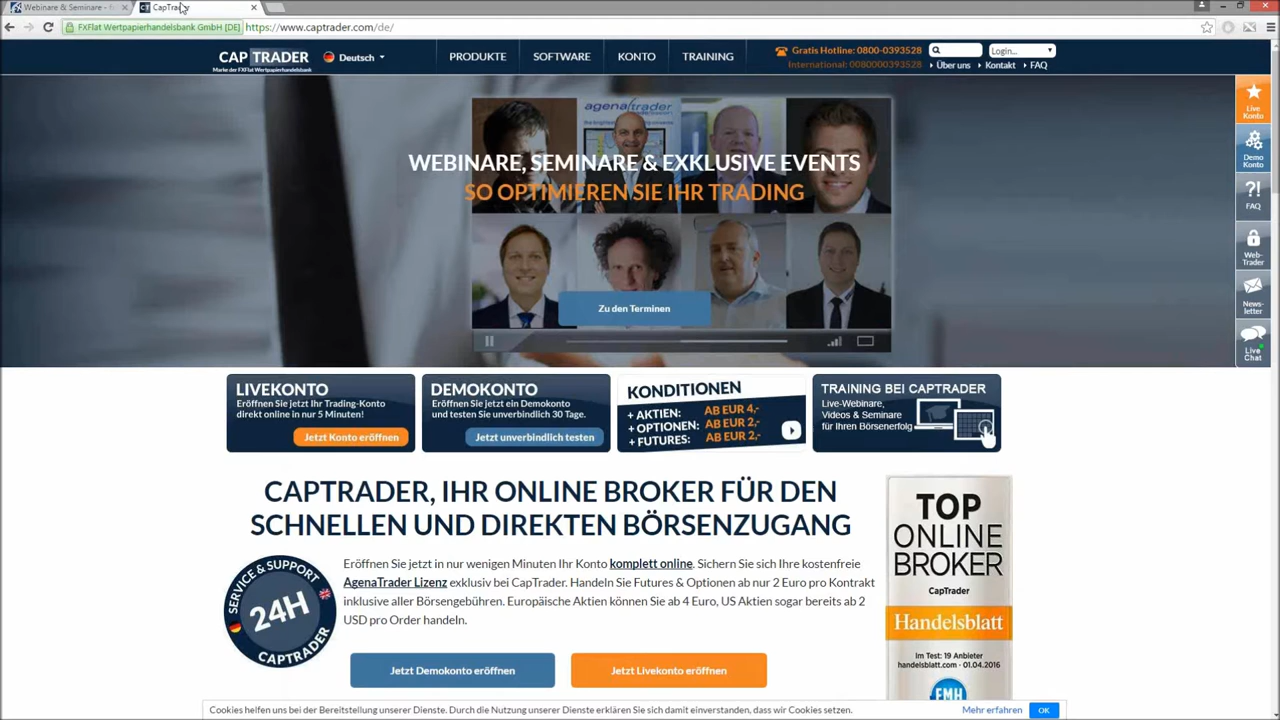 Webinare & Seminare -
CapTrader
FXFlat Wertpapierhandelsbank GmbH [DE]
https://www.captrader.com/de/
CAPTRADER
Marke der FXFlat Wertpapierhandelsbank
Deutsch
PRODUKTE
SOFTWARE
KONTO
TRAINING
Gratis Hotline: 0800-0393528
International: 0080000393528
Login...
Über uns
Kontakt
FAQ
agenatrader
WEBINARE, SEMINARE & EXKLUSIVE EVENTS
SO OPTIMIEREN SIE IHR TRADING
Zu den Terminen
Live
Konto
Demo
Konto
?!
FAQ
Web-
Trader
News-
letter
Live
Chat
LIVEKONTO
Eröffnen Sie jetzt Ihr Trading-Konto
direkt online in nur 5 Minuten!
Jetzt Konto eröffnen
DEMOKONTO
Eröffnen Sie jetzt ein Demokonto
und testen Sie unverbindlich 30 Tage.
Jetzt unverbindlich testen
KONDITIONEN
+ AKTIEN: AB EUR 4,-
+ OPTIONEN: AB EUR 2,-
+ FUTURES: AB EUR 2,-
TRAINING BEI CAPTRADER
Live-Webinare,
Videos & Seminare
für Ihren Börsenerfolg
CAPTRADER, IHR ONLINE BROKER FÜR DEN
SCHNELLEN UND DIREKTEN BÖRSENZUGANG
SERVICE & SUPPORT
24H
CAPTRADER
Eröffnen Sie jetzt in nur wenigen Minuten Ihr Konto komplett online. Sichern Sie sich Ihre kostenfreie
AgenaTrader Lizenz exklusiv bei CapTrader. Handeln Sie Futures & Optionen ab nur 2 Euro pro Kontrakt
inklusive aller Börsengebühren. Europäische Aktien können Sie ab 4 Euro, US Aktien sogar bereits ab 2
USD pro Order handeln.
Jetzt Demokonto eröffnen
Jetzt Livekonto eröffnen
TOP
ONLINE
BROKER
CapTrader
Handelsblatt
Im Test: 19 Anbieter
handelsblatt.com · 01.04.2016
FMH
Cookies helfen uns bei der Bereitstellung unserer Dienste. Durch die Nutzung unserer Dienste erklären Sie sich damit einverstanden, dass wir Cookies setzen.
Mehr erfahren
OK